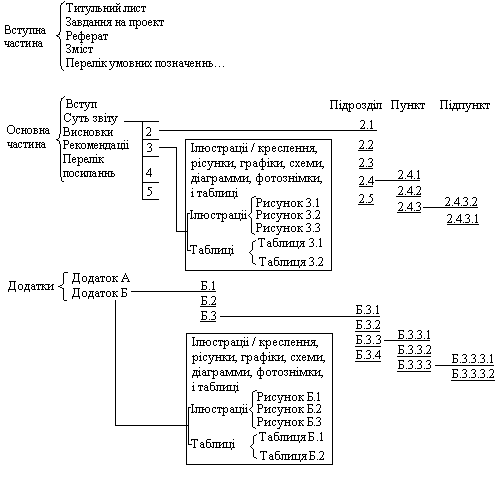 Вступна
частина
Титульний лист
Завдання на проект
Реферат
Зміст
Перелік умовних позначеннь...
Підрозділ Пункт Підпункт
Основна
частина
Вступ
Суть звіту
Висновки
Рекомендації
Перелік
посиланнь
2
3
4
5
2.1
2.2
2.3
2.4
2.5
2.4.1
2.4.2
2.4.3
2.4.3.2
2.4.3.1
Ілюстрації / креслення,
рісунки, графіки, схеми,
діаграмми, фотознімки,
і таблиці
Ілюстрації
Рисунок 3.1
Рисунок 3.2
Рисунок 3.3
Таблиці
Таблиця 3.1
Таблиця 3.2
Додатки
Додаток А
Додаток Б
Б.1
Б.2
Б.3
Б.3.1
Б.3.2
Б.3.3
Б.3.4
Б.3.3.1
Б.3.3.2
Б.3.3.3
Б.3.3.3.1
Б.3.3.3.2
Ілюстрації / креслення,
рісунки, графіки, схеми,
діаграмми, фотознімки,
і таблиці
Ілюстрації
Рисунок Б.1
Рисунок Б.2
Рисунок Б.3
Таблиці
Таблиця Б.1
Таблиця Б.2